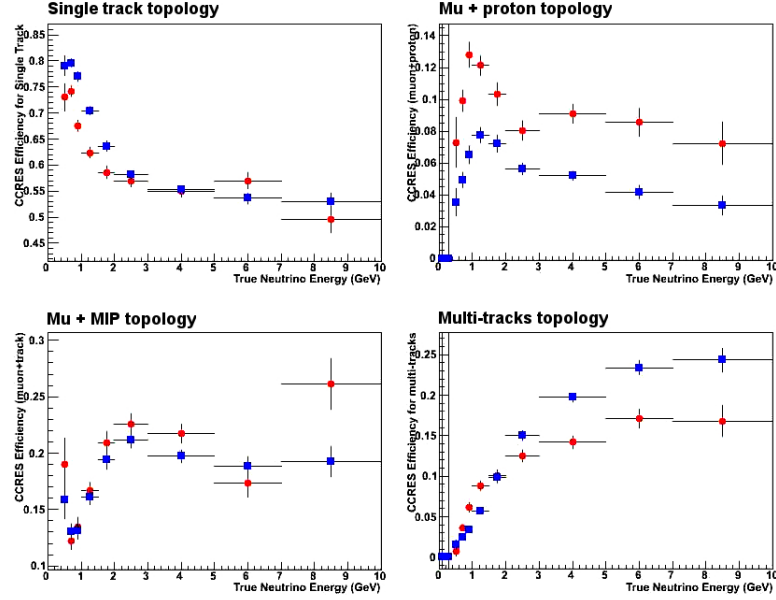 Single track topology
CCRES Efficiency for Single Track
0.85
0.8
0.75
0.7
0.65
0.6
0.55
0.5
0.45
0 1 2 3 4 5 6 7 8 9 10
True Neutrino Energy (GeV)
Mu + proton topology
CCRES Efficiency (muon+proton)
0.14
0.12
0.1
0.08
0.06
0.04
0.02
0
0 1 2 3 4 5 6 7 8 9 10
True Neutrino Energy (GeV)
Mu + MIP topology
CCRES Efficiency (muon+track)
0.3
0.25
0.2
0.15
0.1
0 1 2 3 4 5 6 7 8 9 10
True Neutrino Energy (GeV)
Multi-tracks topology
CCRES Efficiency for multi-tracks
0.25
0.2
0.15
0.1
0.05
0
0 1 2 3 4 5 6 7 8 9 10
True Neutrino Energy (GeV)